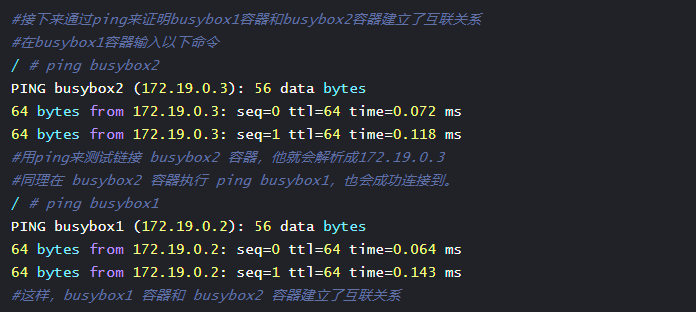 #接下来通过ping来证明busybox1容器和busybox2容器建立了互联关系
#在busybox1容器输入以下命令
/ # ping busybox2
PING busybox2 (172.19.0.3): 56 data bytes
64 bytes from 172.19.0.3: seq=0 ttl=64 time=0.072 ms
64 bytes from 172.19.0.3: seq=1 ttl=64 time=0.118 ms
#用ping来测试链接 busybox2 容器，他就会解析成172.19.0.3
#同理在 busybox2 容器执行 ping busybox1，也会成功连接到。
/ # ping busybox1
PING busybox1 (172.19.0.2): 56 data bytes
64 bytes from 172.19.0.2: seq=0 ttl=64 time=0.064 ms
64 bytes from 172.19.0.2: seq=1 ttl=64 time=0.143 ms
#这样，busybox1 容器和 busybox2 容器建立了互联关系